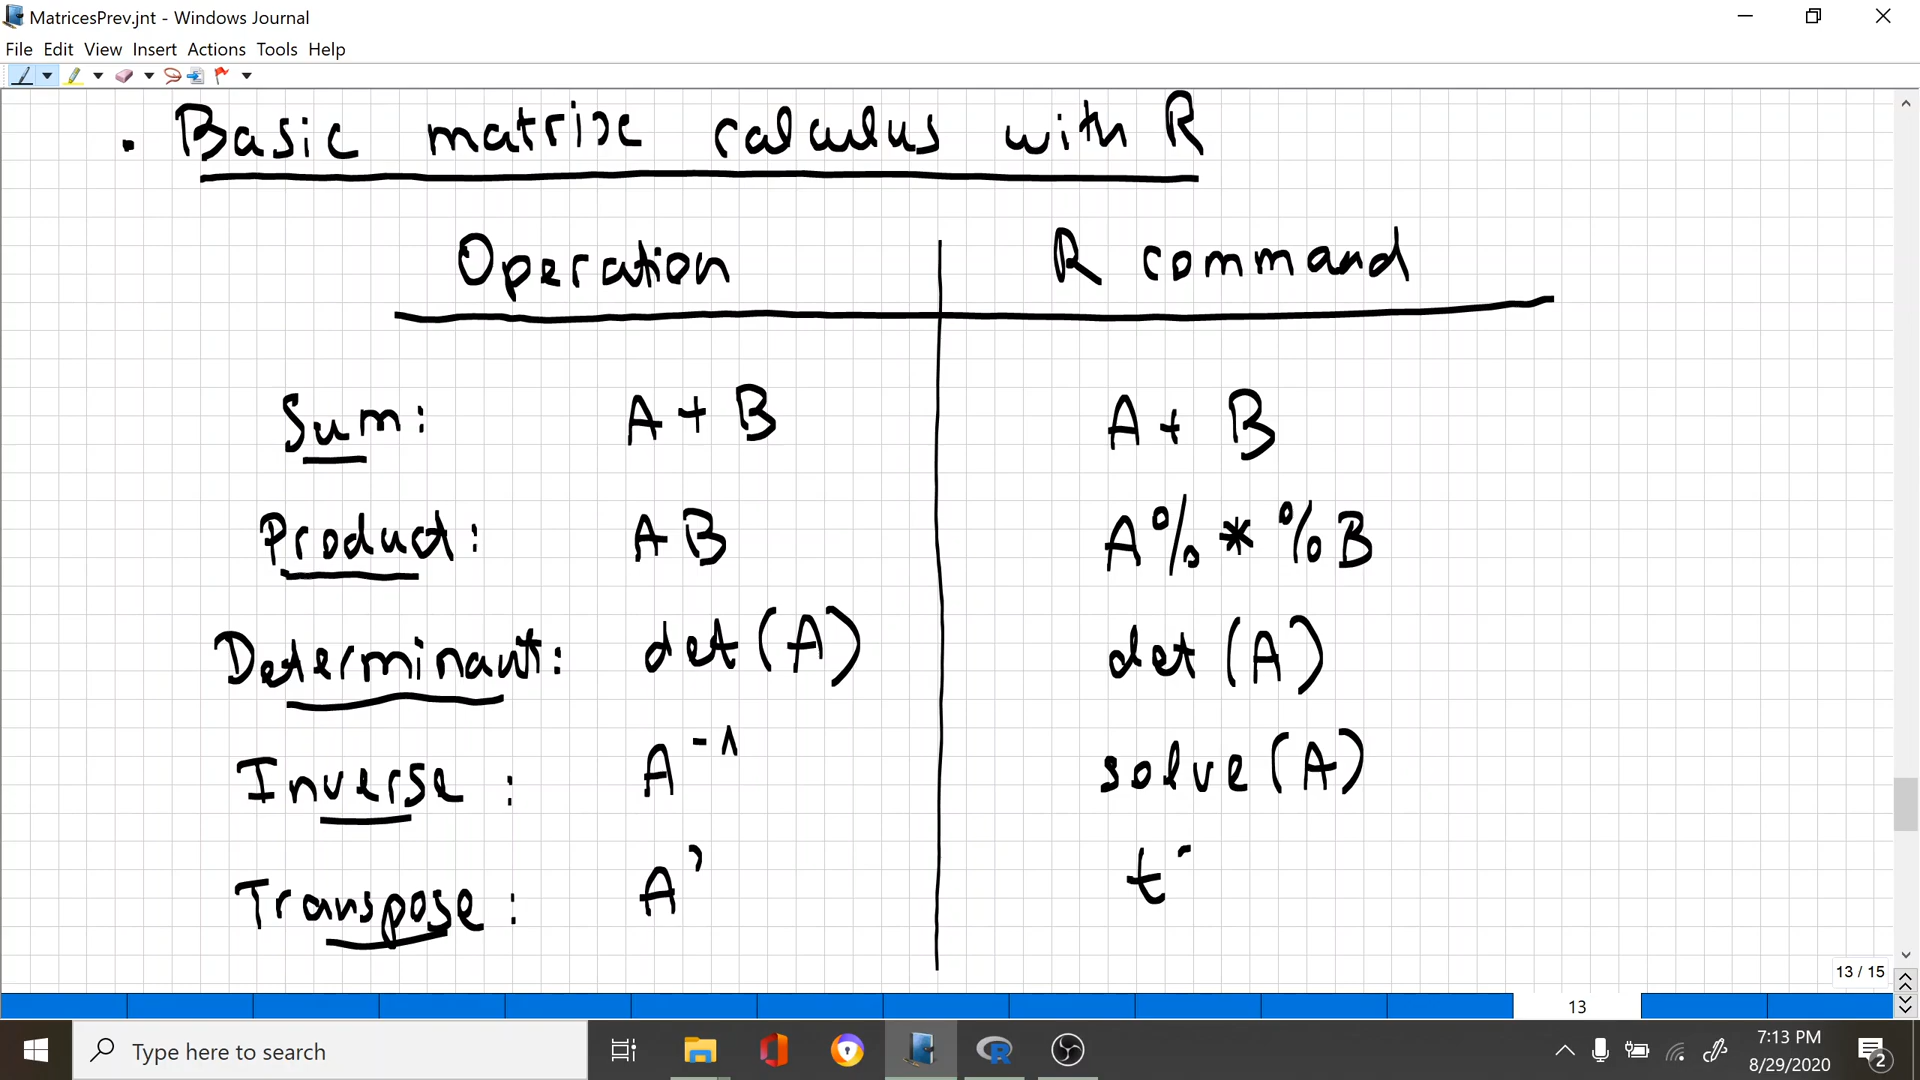 MatricesPrev.jnt - Windows Journal
File Edit View Insert Actions Tools Help
. Basic matrix calculus with R
Operation R command
Sum: A + B A + B
Product: A B A % * % B
Determinant: det (A) det (A)
Inverse : A⁻¹ solve (A)
Transpose : A' t
13 / 15
13
Type here to search
7:13 PM
8/29/2020
2